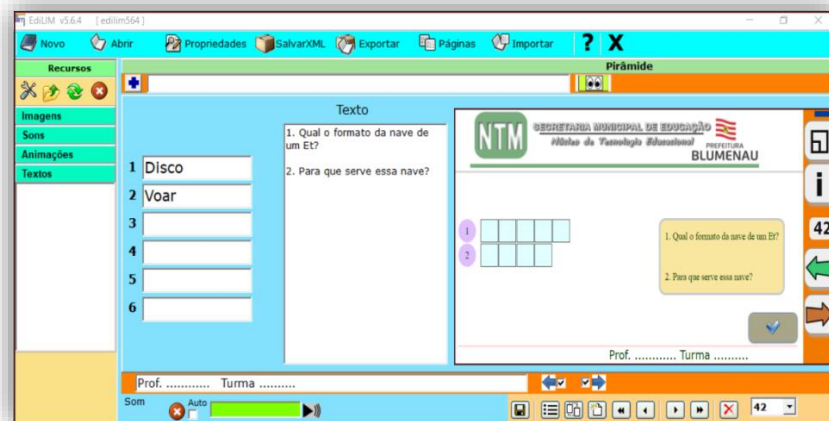 EdiLIM v5.6.4 [edilim564]
Novo Abrir Propriedades SalvarXML Exportar Páginas Importar ? X
Recursos
Pirâmide
Imagens
Sons
Animações
Textos
Texto
1 Disco
2 Voar
3
4
5
6
1. Qual o formato da nave de
um Et?
2. Para que serve essa nave?
NTM
SECRETARIA MUNICIPAL DE EDUCAÇÃO
Núcleo de Tecnologia Educacional
PREFEITURA
BLUMENAU
1
2
1. Qual o formato da nave de um Et?
2. Para que serve essa nave?
Prof. ............ Turma ..........
i
42
Prof. ............ Turma ..........
Som
Auto
42